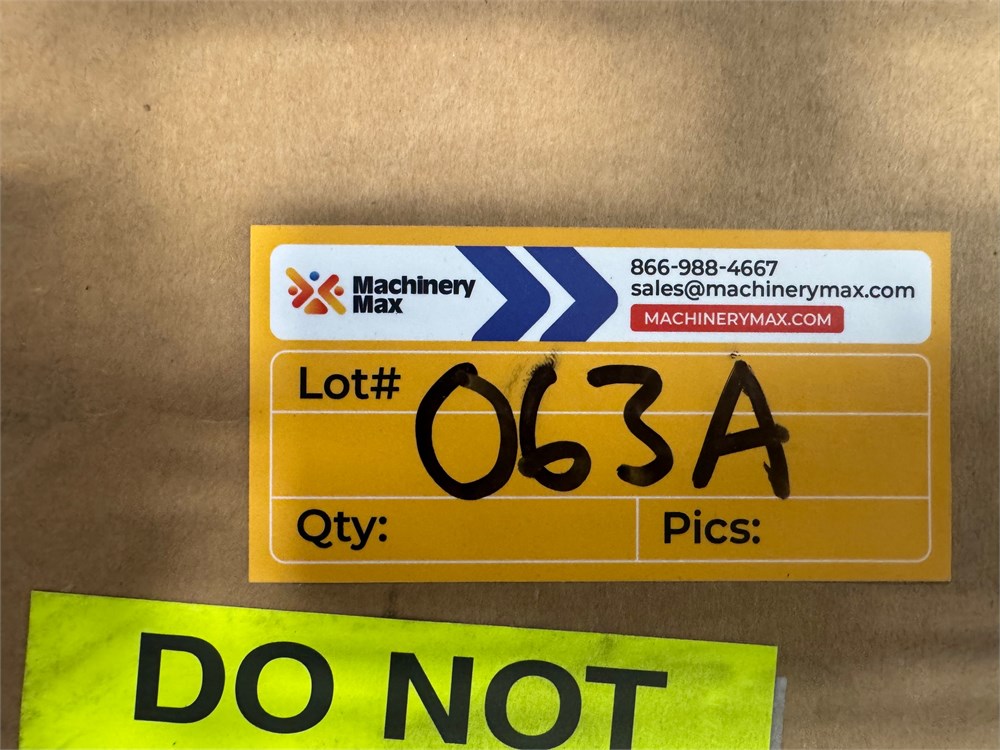 Machinery
Max
866-988-4667
sales@machinerymax.com
MACHINERYMAX.COM
Lot# 063A
Qty:
Pics:
DO NOT